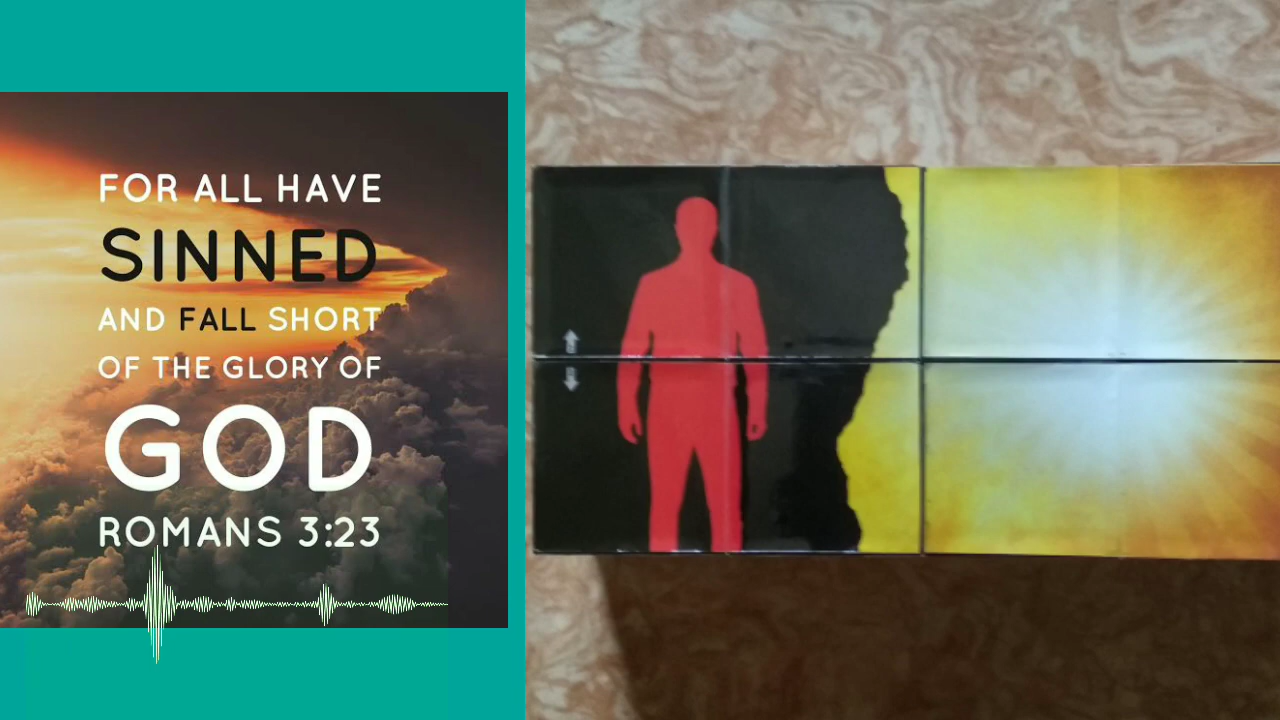 FOR ALL HAVE
SINNED
AND FALL SHORT
OF THE GLORY OF
GOD
ROMANS 3:23